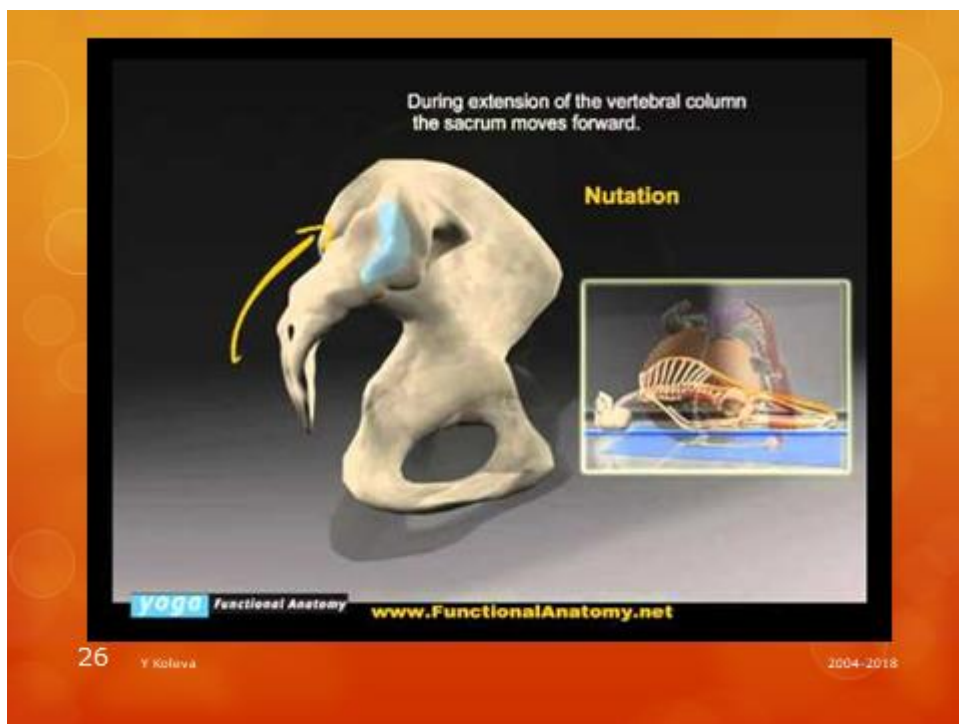 During extension of the vertebral column
the sacrum moves forward.
Nutation
yoga Functional Anatomy
www.FunctionalAnatomy.net
26
Y Koleva
2004-2018